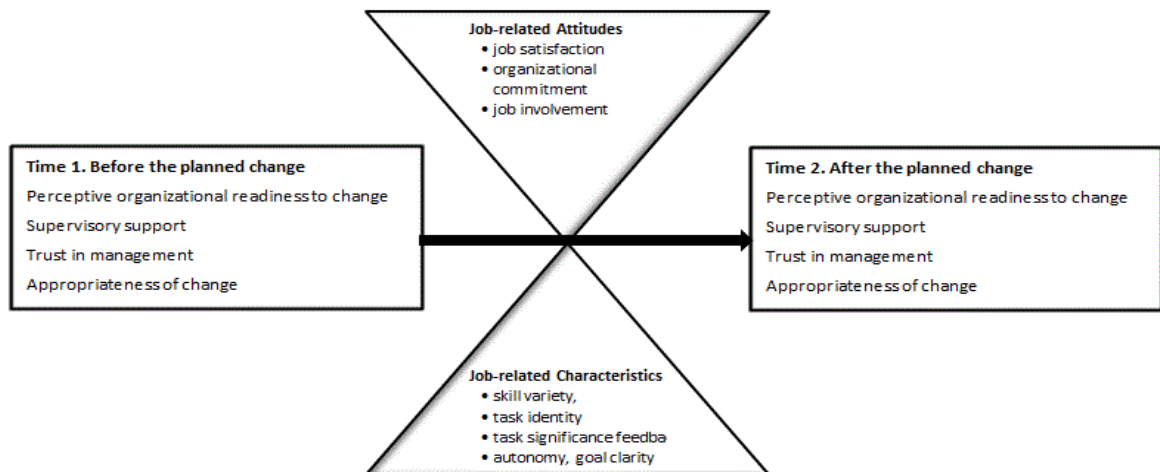 Job-related Attitudes
• job satisfaction
• organizational
commitment
• job involvement
Time 1. Before the planned change
Perceptive organizational readiness to change
Supervisory support
Trust in management
Appropriateness of change
Time 2. After the planned change
Perceptive organizational readiness to change
Supervisory support
Trust in management
Appropriateness of change
Job-related Characteristics
• skill variety,
• task identity
• task significance feedba
• autonomy, goal clarity